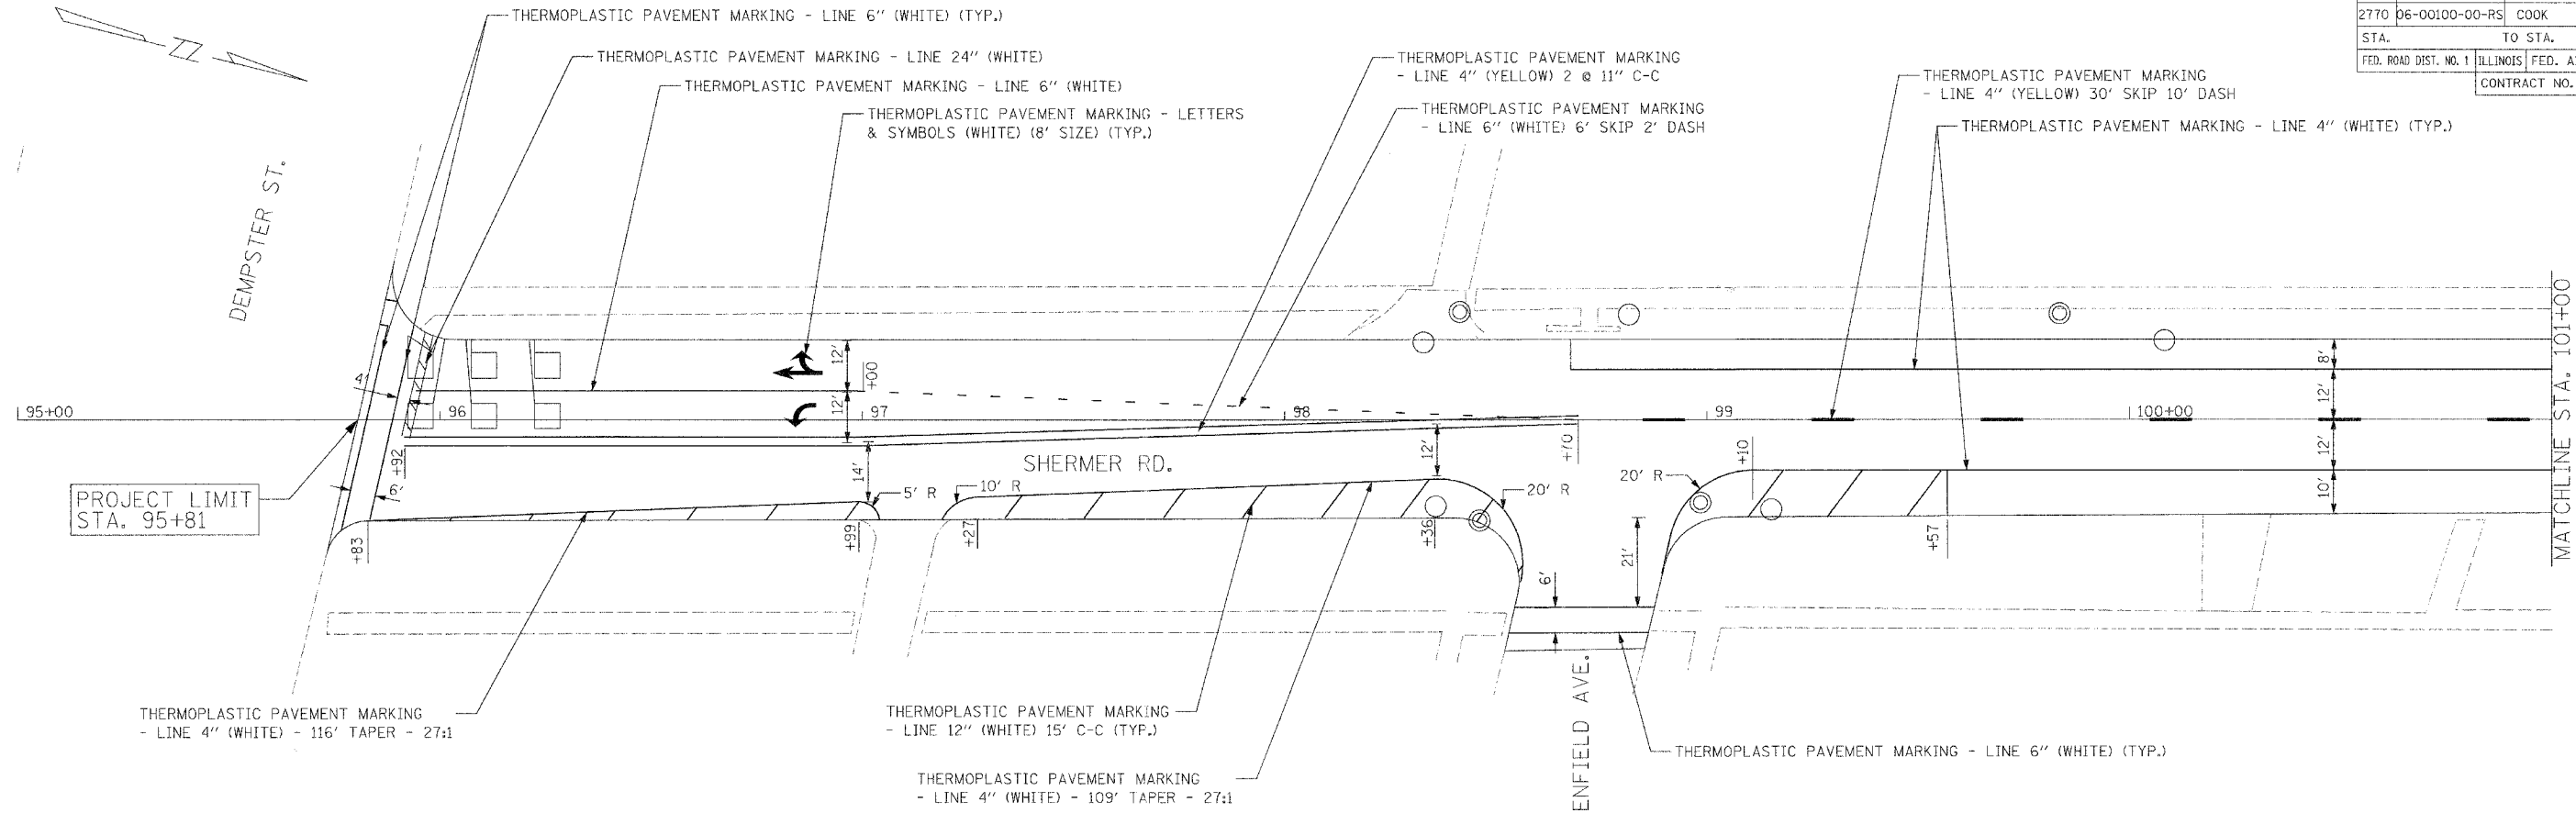 THERMOPLASTIC PAVEMENT MARKING - LINE 6" (WHITE) (TYP.)
THERMOPLASTIC PAVEMENT MARKING - LINE 24" (WHITE)
THERMOPLASTIC PAVEMENT MARKING - LINE 6" (WHITE)
THERMOPLASTIC PAVEMENT MARKING - LETTERS
& SYMBOLS (WHITE) (8' SIZE) (TYP.)
THERMOPLASTIC PAVEMENT MARKING
- LINE 4" (YELLOW) 2 @ 11" C-C
THERMOPLASTIC PAVEMENT MARKING
- LINE 6" (WHITE) 6' SKIP 2' DASH
THERMOPLASTIC PAVEMENT MARKING
- LINE 4" (YELLOW) 30' SKIP 10' DASH
THERMOPLASTIC PAVEMENT MARKING - LINE 4" (WHITE) (TYP.)
2770 06-00100-00-RS COOK
STA. TO STA.
FED. ROAD DIST. NO. 1 ILLINOIS FED.
CONTRACT NO.
N
DEMPSTER ST.
95+00
4'
96
12'
12'
+00
97
98
99
100+00
8'
12'
12'
10'
MATCHLINE STA. 101+00
+92
6'
14'
SHERMER RD.
12'
+70
+10
20' R
20' R
5' R
10' R
PROJECT LIMIT
STA. 95+81
+83
+99
+27
+36
6'
21'
+57
ENFIELD AVE.
THERMOPLASTIC PAVEMENT MARKING
- LINE 4" (WHITE) - 116' TAPER - 27:1
THERMOPLASTIC PAVEMENT MARKING
- LINE 12" (WHITE) 15' C-C (TYP.)
THERMOPLASTIC PAVEMENT MARKING
- LINE 4" (WHITE) - 109' TAPER - 27:1
THERMOPLASTIC PAVEMENT MARKING - LINE 6" (WHITE) (TYP.)